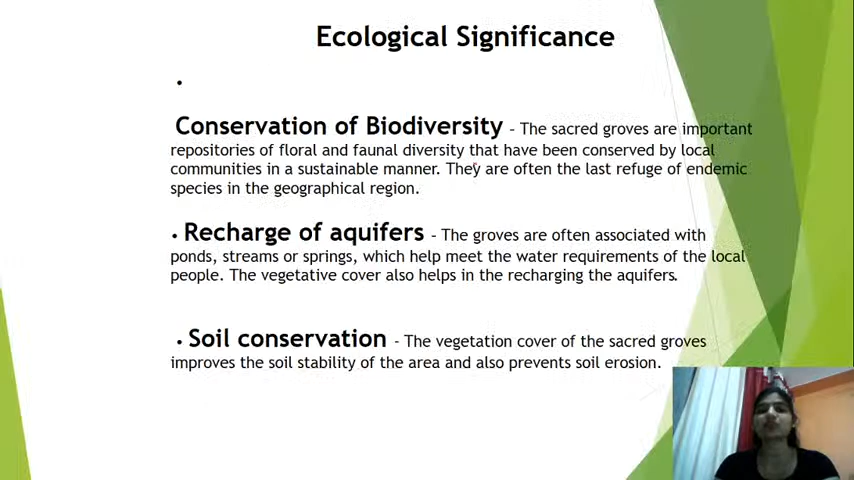 Ecological Significance
•
Conservation of Biodiversity – The sacred groves are important
repositories of floral and faunal diversity that have been conserved by local
communities in a sustainable manner. They are often the last refuge of endemic
species in the geographical region.
• Recharge of aquifers – The groves are often associated with
ponds, streams or springs, which help meet the water requirements of the local
people. The vegetative cover also helps in the recharging the aquifers.
• Soil conservation - The vegetation cover of the sacred groves
improves the soil stability of the area and also prevents soil erosion.